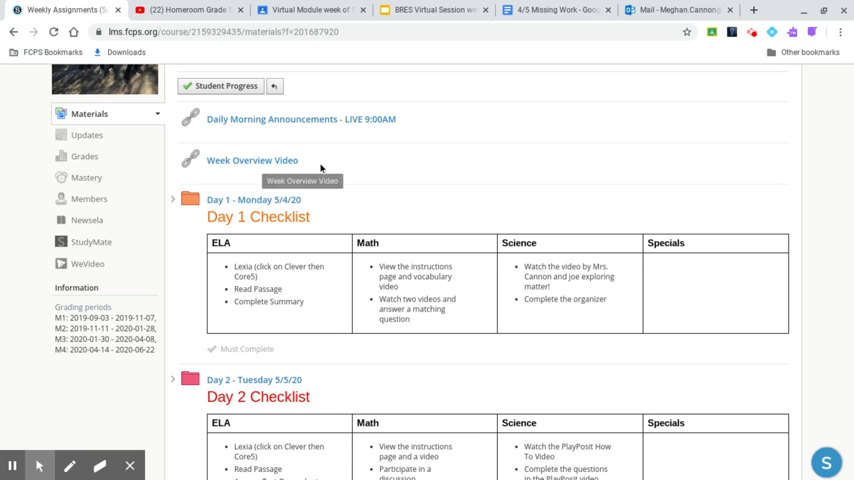 Weekly Assignments (S/
(22) Homeroom Grade 5
Virtual Module week of 5
BRES Virtual Session we
4/5 Missing Work - Goog
Mail - Meghan.Cannon@
lms.fcps.org/course/2159329435/materials?f=201687920
FCPS Bookmarks
Downloads
Other bookmarks
Student Progress
Materials
Updates
Grades
Mastery
Members
Newsela
StudyMate
WeVideo
Information
Grading periods
M1: 2019-09-03 - 2019-11-07,
M2: 2019-11-11 - 2020-01-28,
M3: 2020-01-30 - 2020-04-08,
M4: 2020-04-14 - 2020-06-22
Daily Morning Announcements - LIVE 9:00AM
Week Overview Video
Week Overview Video
Day 1 - Monday 5/4/20
Day 1 Checklist
ELA
Math
Science
Specials
Lexia (click on Clever then
Core5)
Read Passage
Complete Summary
View the instructions
page and vocabulary
video
Watch two videos and
answer a matching
question
Watch the video by Mrs.
Cannon and joe exploring
matter!
Complete the organizer
Must Complete
Day 2 - Tuesday 5/5/20
Day 2 Checklist
ELA
Math
Science
Specials
Lexia (click on Clever then
Core5)
Read Passage
View the instructions
page and a video
Participate in a
discussion
Watch the PlayPosit How
To Video
Complete the questions
in the PlayPosit video
S